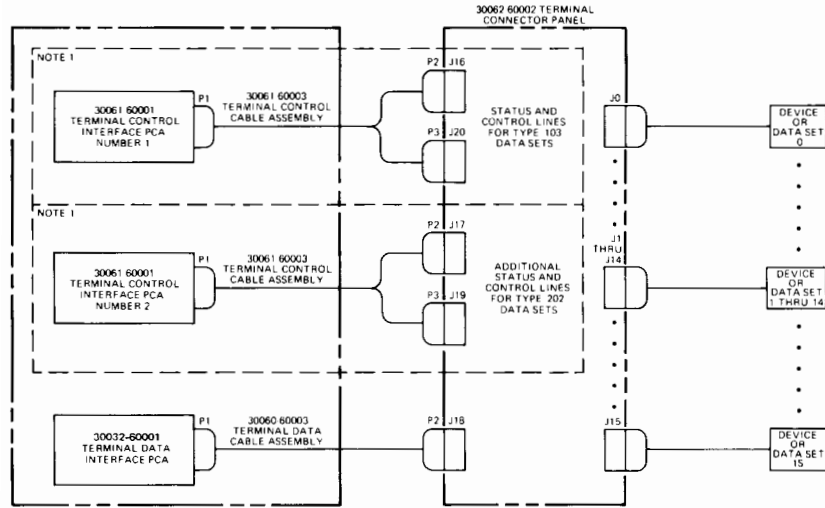 30062 60002 TERMINAL
CONNECTOR PANEL
NOTE 1
30061 60001
TERMINAL CONTROL
INTERFACE PCA
NUMBER 1
P1
30061 60003
TERMINAL CONTROL
CABLE ASSEMBLY
P2 J16
P3 J20
STATUS AND
CONTROL LINES
FOR TYPE 103
DATA SETS
J0
DEVICE
OR
DATA SET
0
NOTE 1
30061 60001
TERMINAL CONTROL
INTERFACE PCA
NUMBER 2
P1
30061 60003
TERMINAL CONTROL
CABLE ASSEMBLY
P2 J17
P3 J19
ADDITIONAL
STATUS AND
CONTROL LINES
FOR TYPE 202
DATA SETS
J1
THRU
J14
DEVICE
OR
DATA SET
1 THRU 14
30032-60001
TERMINAL DATA
INTERFACE PCA
P1
30060 60003
TERMINAL DATA
CABLE ASSEMBLY
P2 J18
J15
DEVICE
OR
DATA SET
15